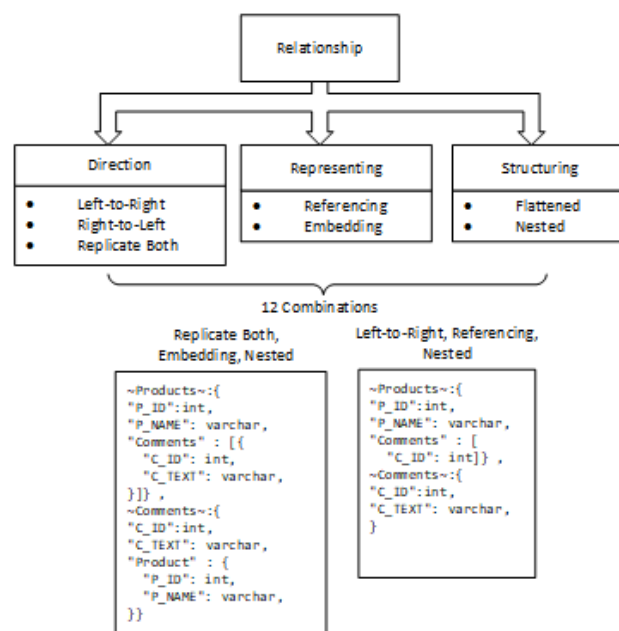 Relationship
Direction
● Left-to-Right
● Right-to-Left
● Replicate Both
Representing
● Referencing
● Embedding
Structuring
● Flattened
● Nested
12 Combinations
Replicate Both,
Embedding, Nested
~Products~:{
"P_ID":int,
"P_NAME": varchar,
"Comments" : [{
"C_ID": int,
"C_TEXT": varchar,
}]} ,
~Comments~:{
"C_ID":int,
"C_TEXT": varchar,
"Product" : {
"P_ID": int,
"P_NAME": varchar,
}}
Left-to-Right, Referencing,
Nested
~Products~:{
"P_ID":int,
"P_NAME": varchar,
"Comments" : [
"C_ID": int]} ,
~Comments~:{
"C_ID":int,
"C_TEXT": varchar,
}